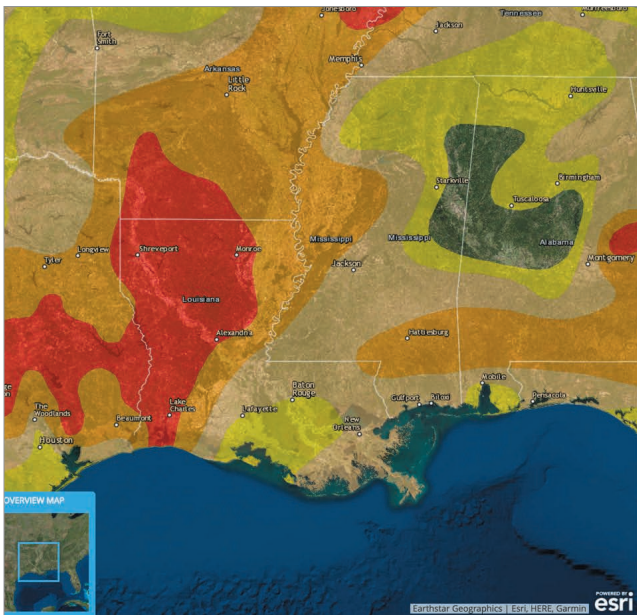 Jonesboro
Jackson
Tennessee
Fort
Smith
Memphis
Arkansas
Little
Rock
Huntsville
Starkville
Birmingham
Tuscaloosa
Mississippi
Mississippi
Alabama
Longview
Shreveport
Monroe
Tyler
Jackson
Montgomery
Louisiana
Alexandria
Hattiesburg
Mobile
Baton
Rouge
Gulfport
Biloxi
Pensacola
The
Woodlands
Lake
Charles
Beaumont
Lafayette
New
Orleans
Houston
OVERVIEW MAP
POWERED BY
esri
Earthstar Geographics | Esri, HERE, Garmin